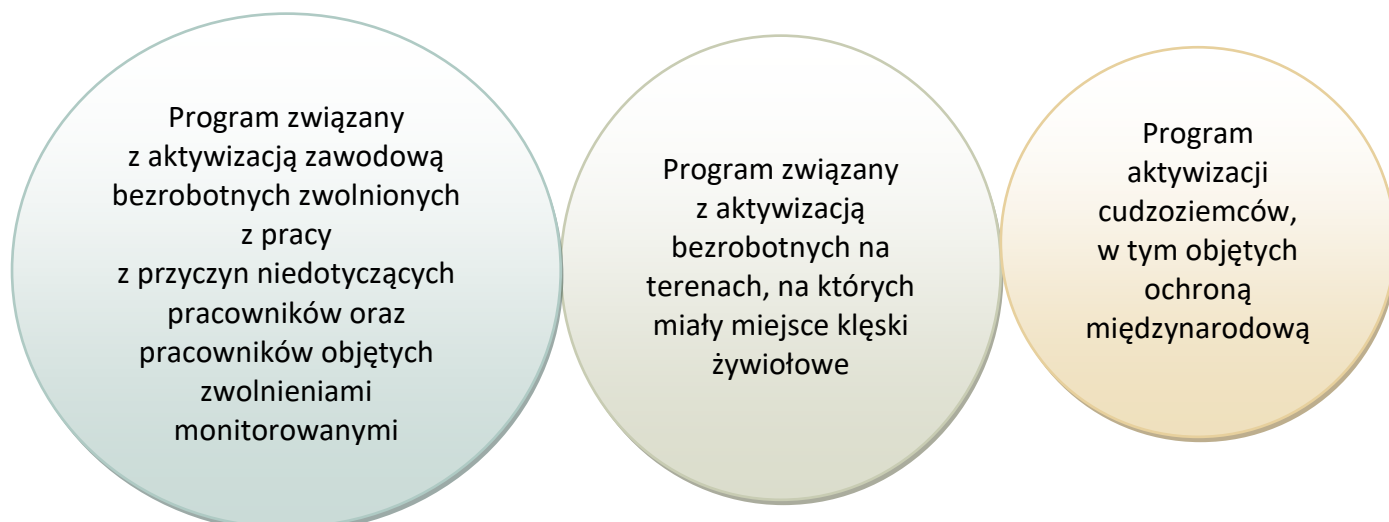 Program związany
z aktywizacją zawodową
bezrobotnych zwolnionych
z pracy
z przyczyn niedotyczących
pracowników oraz
pracowników objętych
zwolnieniami
monitorowanymi
Program związany
z aktywizacją
bezrobotnych na
terenach, na których
miały miejsce klęski
żywiołowe
Program
aktywizacji
cudzoziemców,
w tym objętych
ochroną
międzynarodową